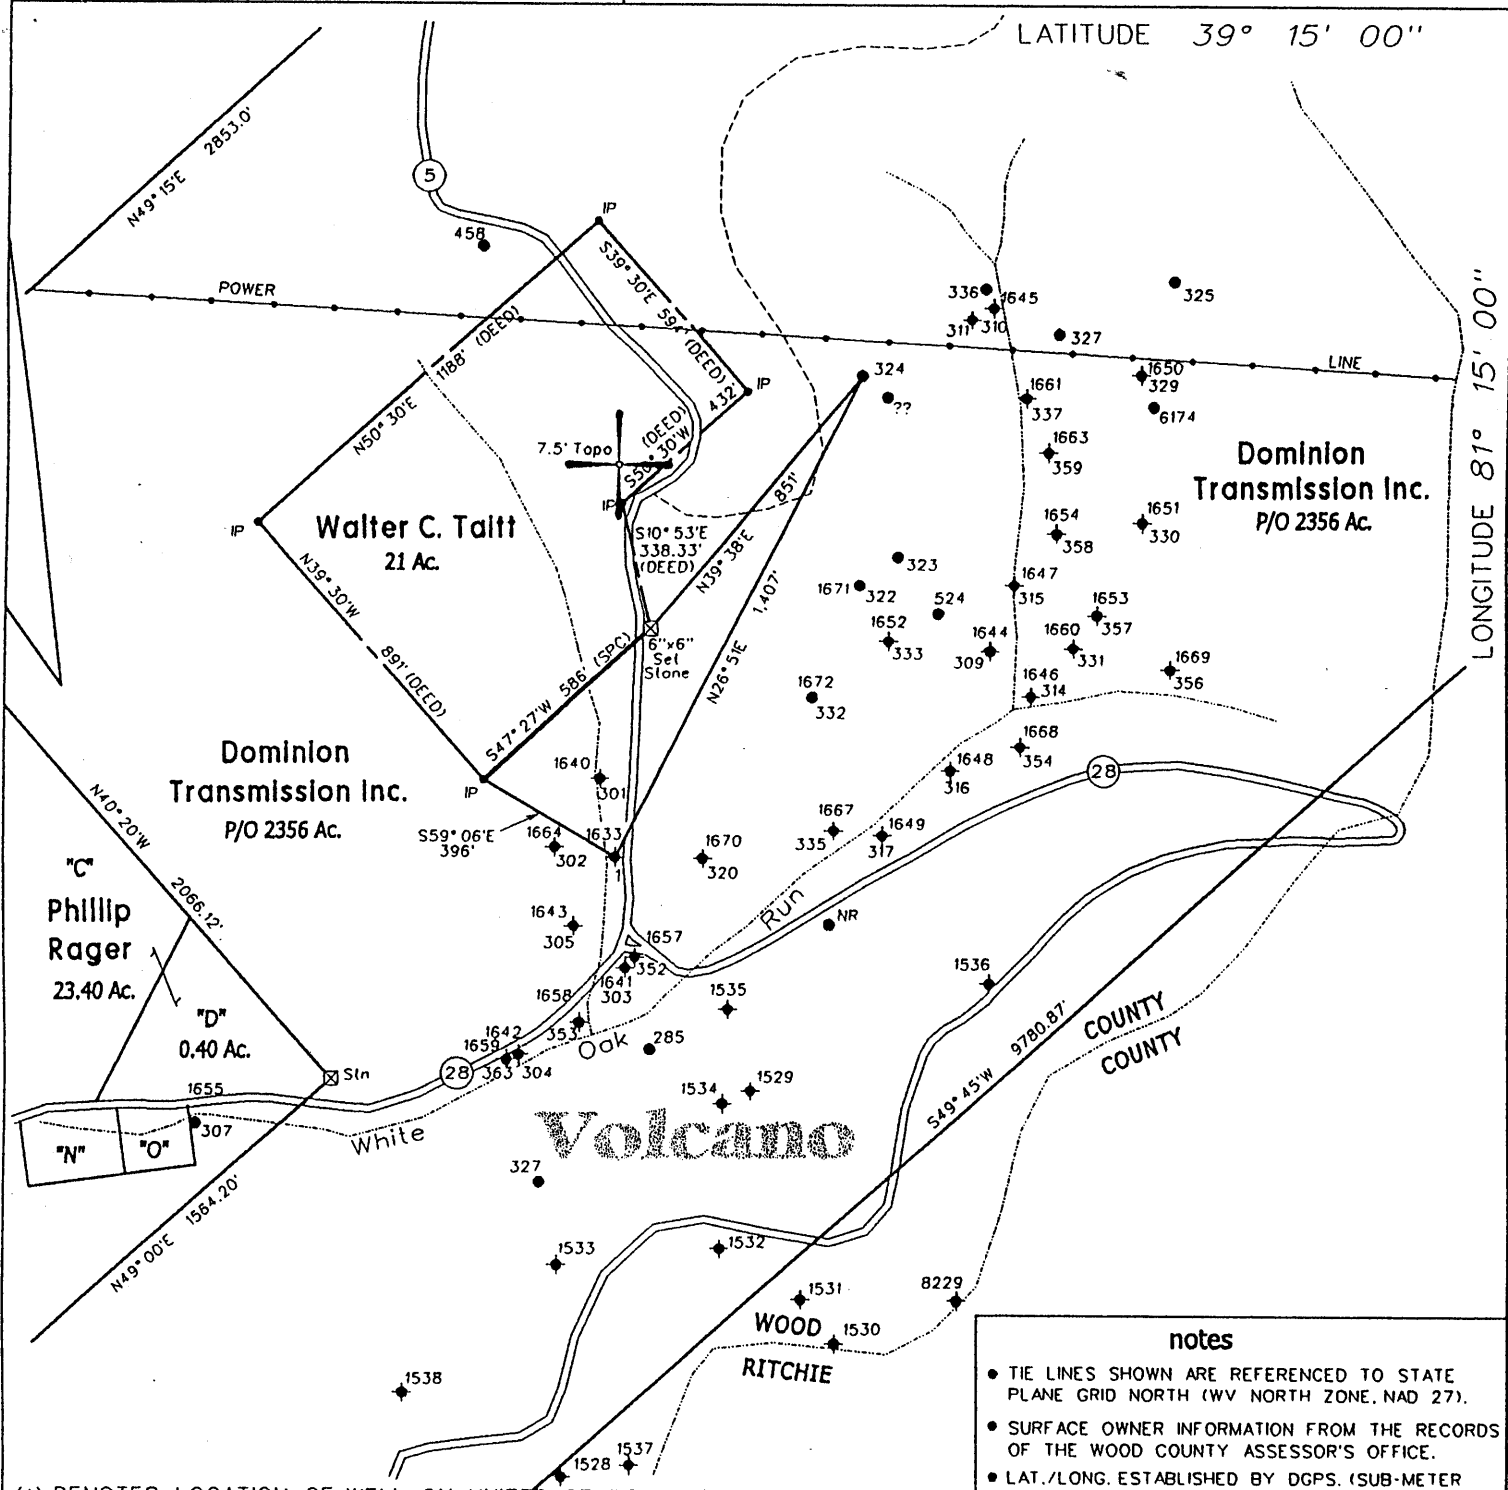 LATITUDE 39° 15' 00"
LONGITUDE 81° 15' 00"
N49° 15'E 2853.0'
5
IP
458
POWER
S39° 30'E 594' (DEED)
1188' (DEED)
N50° 30'E
IP
432'
(DEED)
S50° 30'W
7.5' Topo
IP
IP
Walter C. Taitt
21 Ac.
S10° 53'E
338.33'
(DEED)
N39° 38'E 851'
N26° 51'E 1,407'
N39° 30'W
891' (DEED)
6"x6"
Set
Stone
S47° 27'W 586' (SPC)
IP
336
1645
311
310
325
327
LINE
324
??
1650
329
6174
1661
337
1663
359
Dominion
Transmission Inc.
P/O 2356 Ac.
1651
330
1654
358
323
1671
322
1647
315
524
1653
357
1652
333
1644
309
1660
331
1669
356
1646
314
1672
332
1668
354
1648
316
28
1667
335
1649
317
Dominion
Transmission Inc.
P/O 2356 Ac.
1640
301
S59° 06'E
396'
1664
302
1633
1
1670
320
N40° 20'W 2066.12'
"C"
Phillip
Rager
23.40 Ac.
"D"
0.40 Ac.
1643
305
Run
NR
1657
352
1641
303
1536
1535
1658
353
Oak
285
1642
1659
363
304
28
Stn
1655
307
"N"
"O"
White
1534
1529
Volcano
COUNTY
COUNTY
S49° 45'W 9780.87'
N49° 00'E 1564.20'
327
1533
1532
1531
8229
WOOD
1530
RITCHIE
1538
1537
1528
notes
● TIE LINES SHOWN ARE REFERENCED TO STATE
PLANE GRID NORTH (WV NORTH ZONE, NAD 27).
● SURFACE OWNER INFORMATION FROM THE RECORDS
OF THE WOOD COUNTY ASSESSOR'S OFFICE.
● LAT./LONG. ESTABLISHED BY DGPS. (SUB-METER